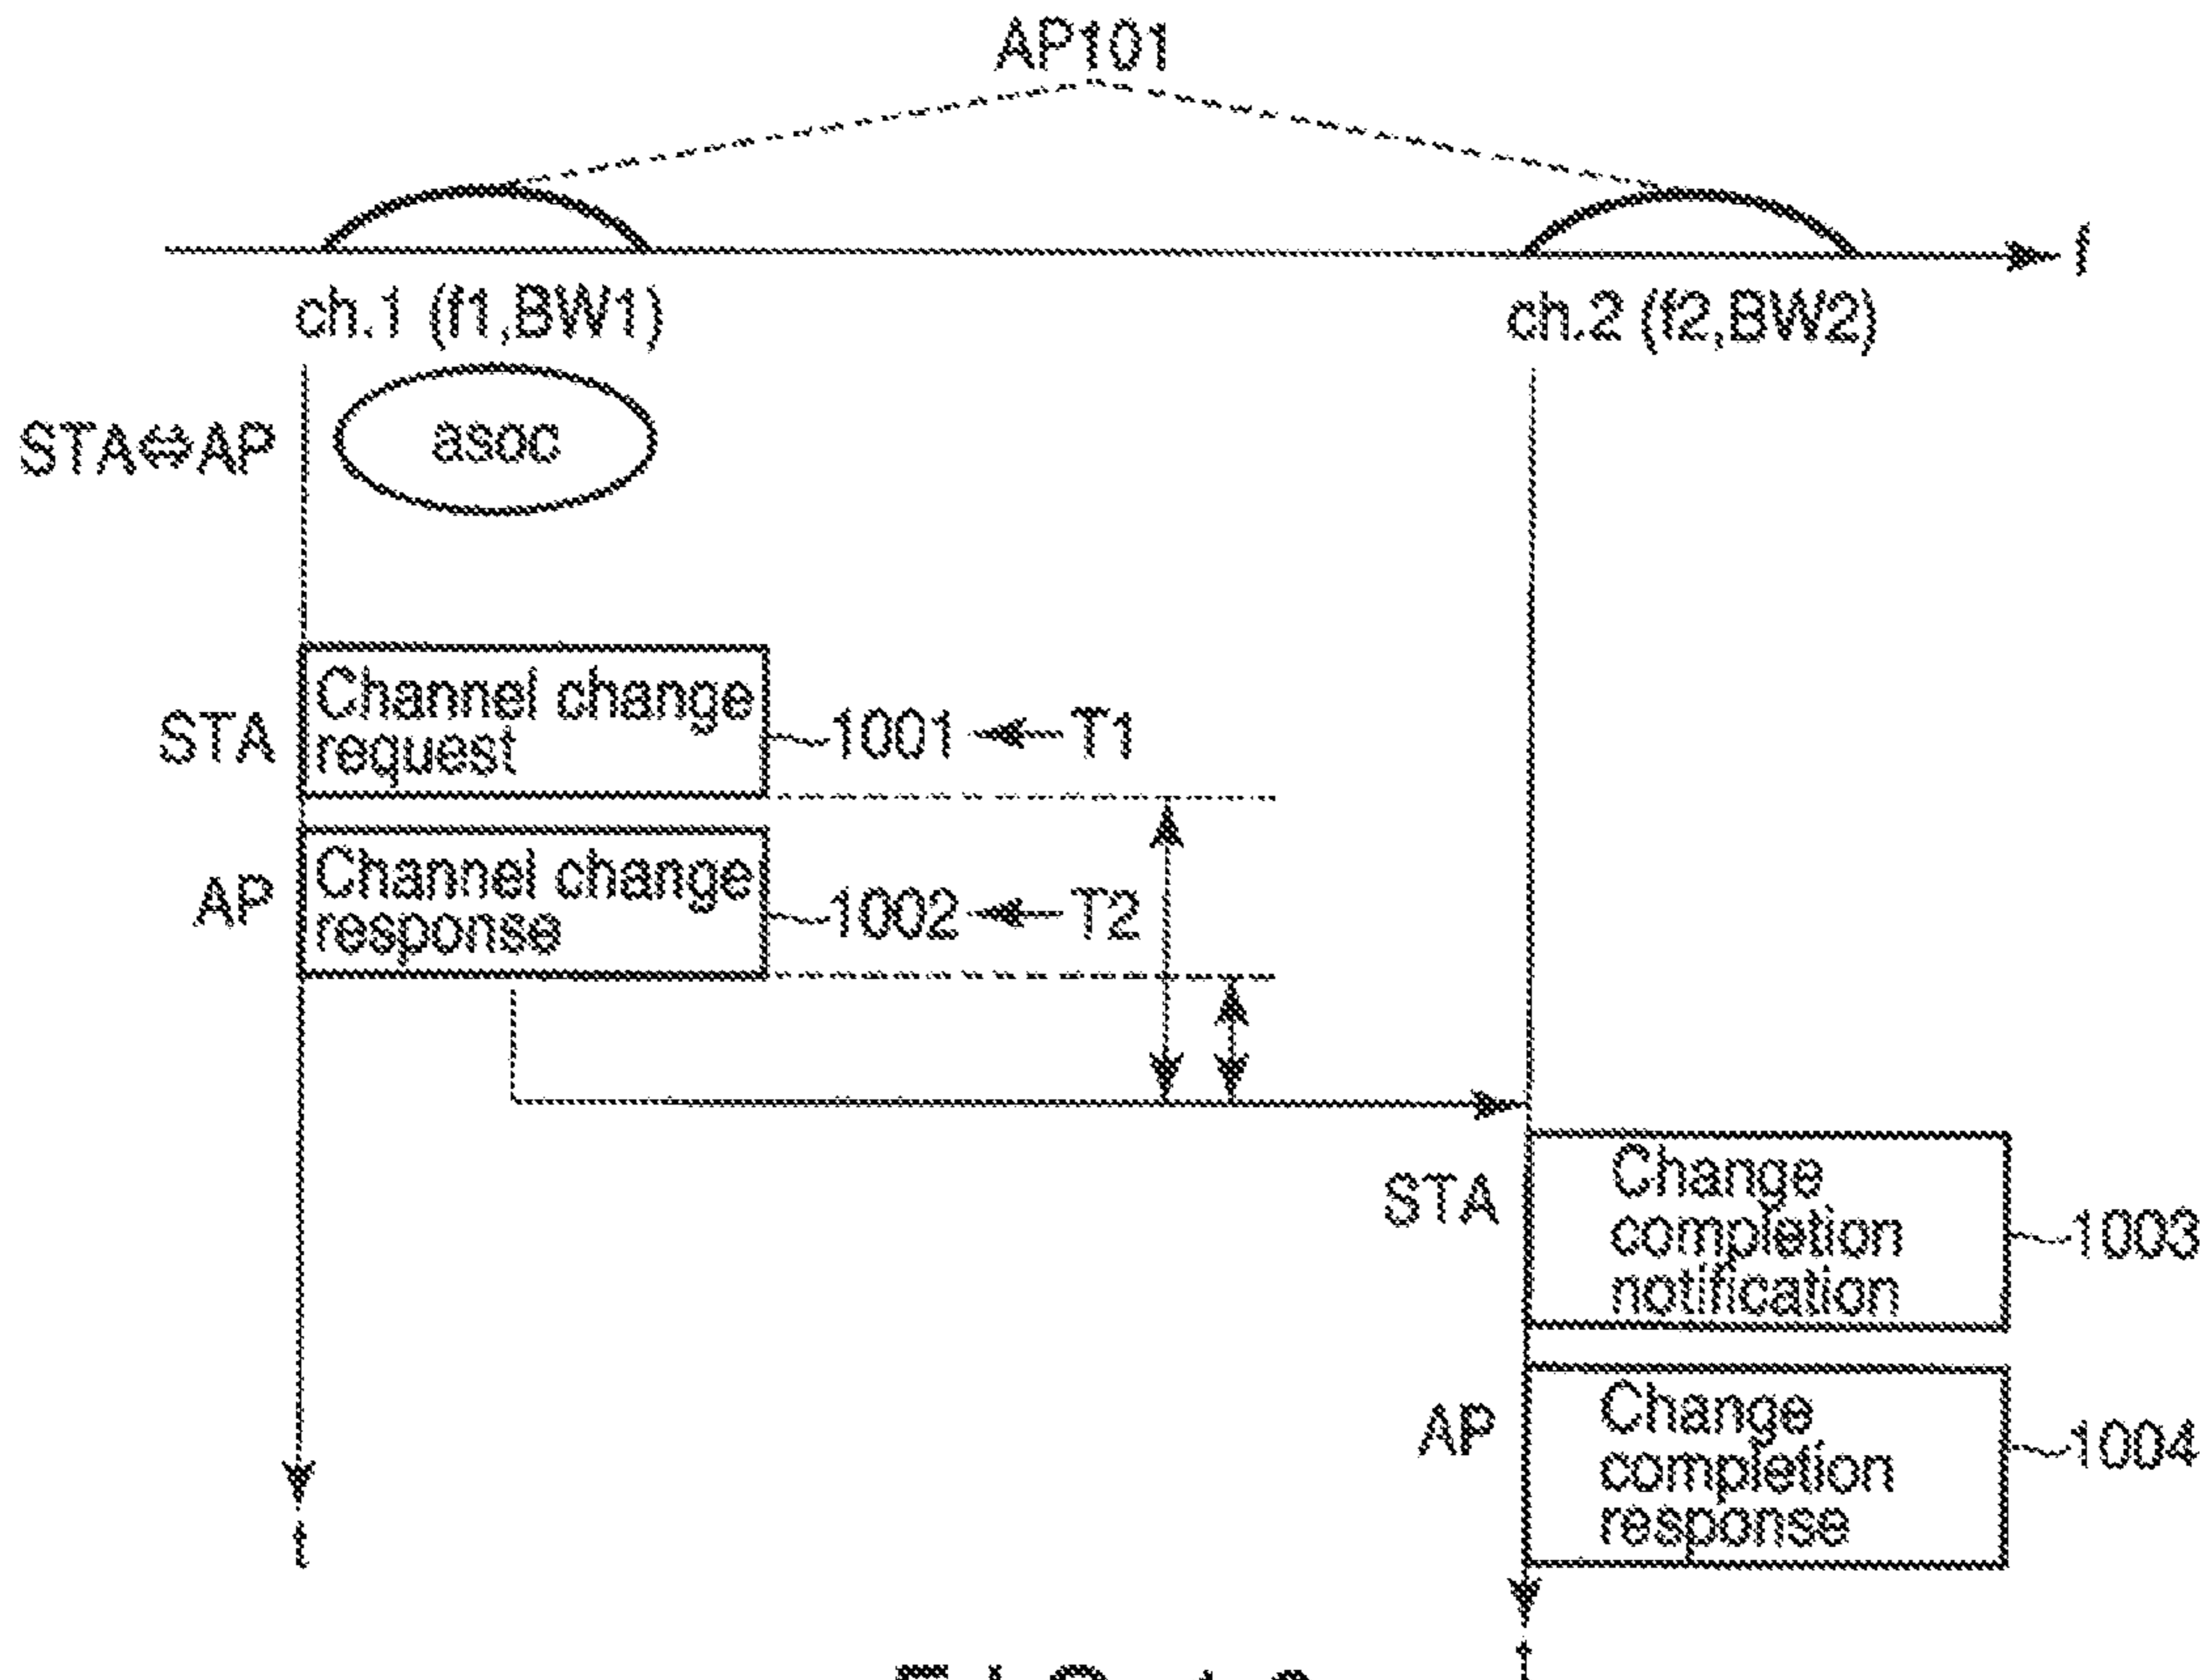 AP101
f
ch.1 (f1,BW1)
ch.2 (f2,BW2)
STA⇔AP
asoc
STA
Channel change
request
1001
T1
AP
Channel change
response
1002
T2
STA
Change
completion
notification
1003
AP
Change
completion
response
1004
t